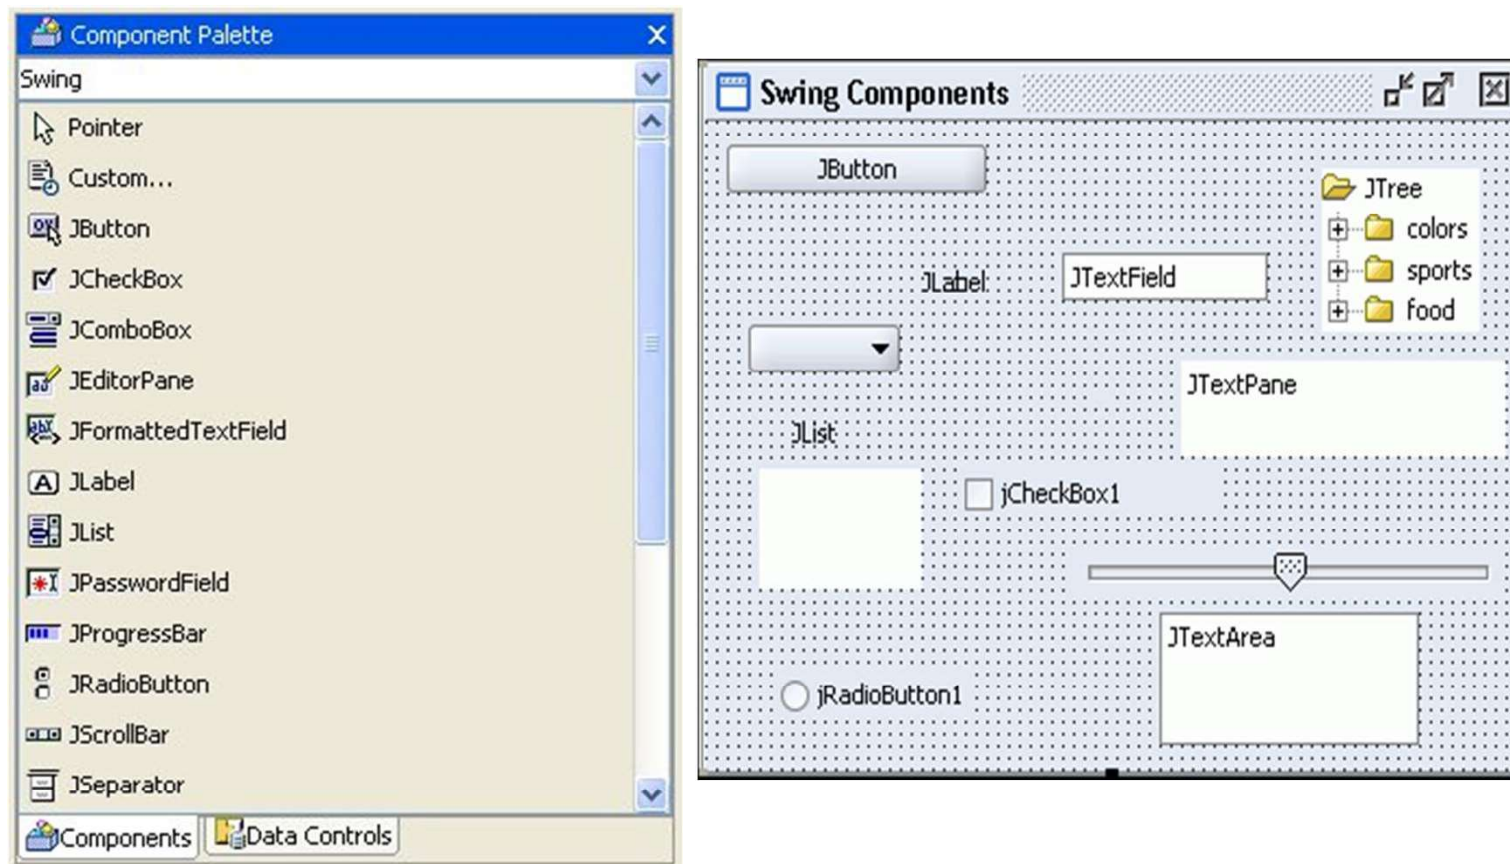 Component Palette
Swing
Pointer
Custom...
JButton
JCheckBox
JComboBox
JEditorPane
JFormattedTextField
JLabel
JList
JPasswordField
JProgressBar
JRadioButton
JScrollBar
JSeparator
Components Data Controls
Swing Components
JButton
JTree
colors
sports
food
JLabel JTextField
JTextPane
JList
jCheckBox1
JTextArea
jRadioButton1